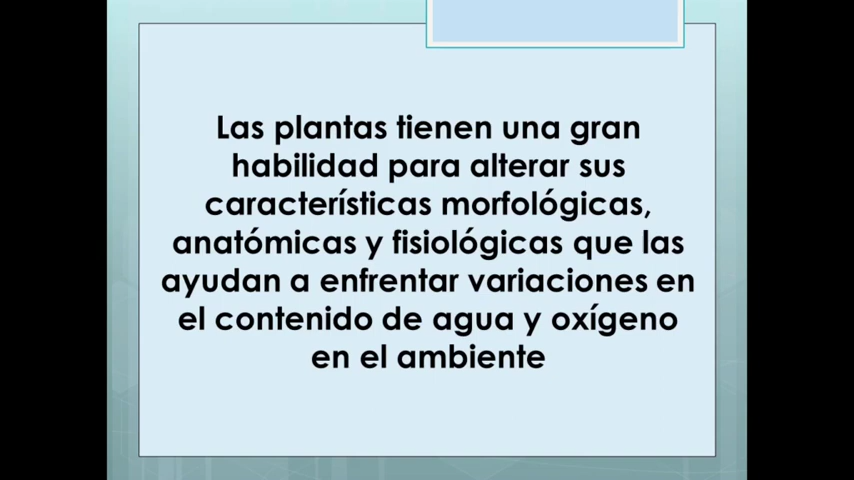 Las plantas tienen una gran
habilidad para alterar sus
características morfológicas,
anatómicas y fisiológicas que las
ayudan a enfrentar variaciones en
el contenido de agua y oxígeno
en el ambiente